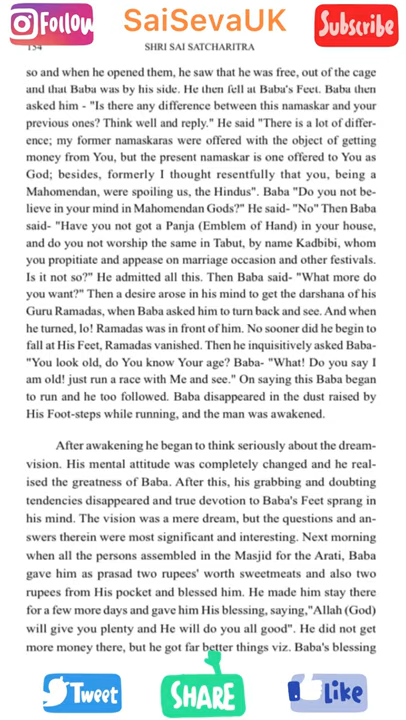 Follow
SaiSevaUK
Subscribe
154
SHRI SAI SATCHARITRA
so and when he opened them, he saw that he was free, out of the cage
and that Baba was by his side. He then fell at Baba's Feet. Baba then
asked him - "Is there any difference between this namaskar and your
previous ones? Think well and reply." He said "There is a lot of differ-
ence; my former namaskaras were offered with the object of getting
money from You, but the present namaskar is one offered to You as
God; besides, formerly I thought resentfully that you, being a
Mahomendan, were spoiling us, the Hindus". Baba "Do you not be-
lieve in your mind in Mahomendan Gods?" He said- "No" Then Baba
said- "Have you not got a Panja (Emblem of Hand) in your house,
and do you not worship the same in Tabut, by name Kadbibi, whom
you propitiate and appease on marriage occasion and other festivals.
Is it not so?" He admitted all this. Then Baba said- "What more do
you want?" Then a desire arose in his mind to get the darshana of his
Guru Ramadas, when Baba asked him to turn back and see. And when
he turned, lo! Ramadas was in front of him. No sooner did he begin to
fall at His Feet, Ramadas vanished. Then he inquisitively asked Baba-
"You look old, do You know Your age? Baba- "What! Do you say I
am old! just run a race with Me and see." On saying this Baba began
to run and he too followed. Baba disappeared in the dust raised by
His Foot-steps while running, and the man was awakened.
After awakening he began to think seriously about the dream-
vision. His mental attitude was completely changed and he real-
ised the greatness of Baba. After this, his grabbing and doubting
tendencies disappeared and true devotion to Baba's Feet sprang in
his mind. The vision was a mere dream, but the questions and an-
swers therein were most significant and interesting. Next morning
when all the persons assembled in the Masjid for the Arati, Baba
gave him as prasad two rupees' worth sweetmeats and also two
rupees from His pocket and blessed him. He made him stay there
for a few more days and gave him His blessing, saying,"Allah (God)
will give you plenty and He will do you all good". He did not get
more money there, but he got far better things viz. Baba's blessing
Tweet
SHARE
Like